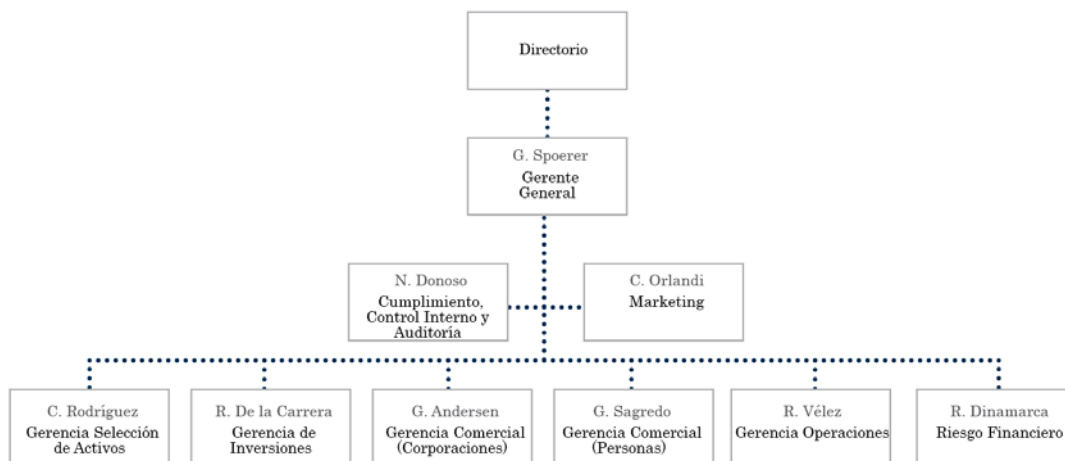 Directorio
G. Spoerer
Gerente
General
N. Donoso
Cumplimiento,
Control Interno y
Auditoría
C. Orlandi
Marketing
C. Rodríguez
Gerencia Selección
de Activos
R. De la Carrera
Gerencia de
Inversiones
G. Andersen
Gerencia Comercial
(Corporaciones)
G. Sagredo
Gerencia Comercial
(Personas)
R. Vélez
Gerencia Operaciones
R. Dinamarca
Riesgo Financiero